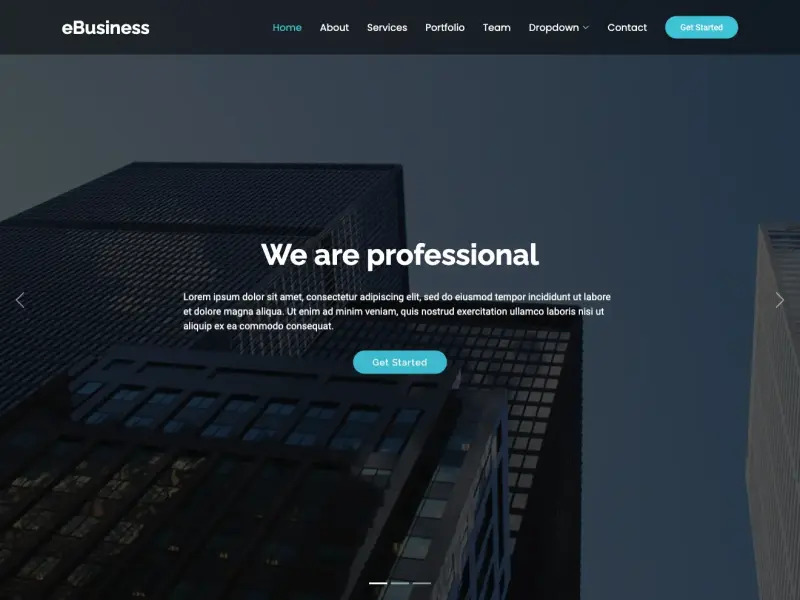 eBusiness
Home About Services Portfolio Team Dropdown Contact Get Started
We are professional
Lorem ipsum dolor sit amet, consectetur adipiscing elit, sed do eiusmod tempor incididunt ut labore
et dolore magna aliqua. Ut enim ad minim veniam, quis nostrud exercitation ullamco laboris nisi ut
aliquip ex ea commodo consequat.
Get Started